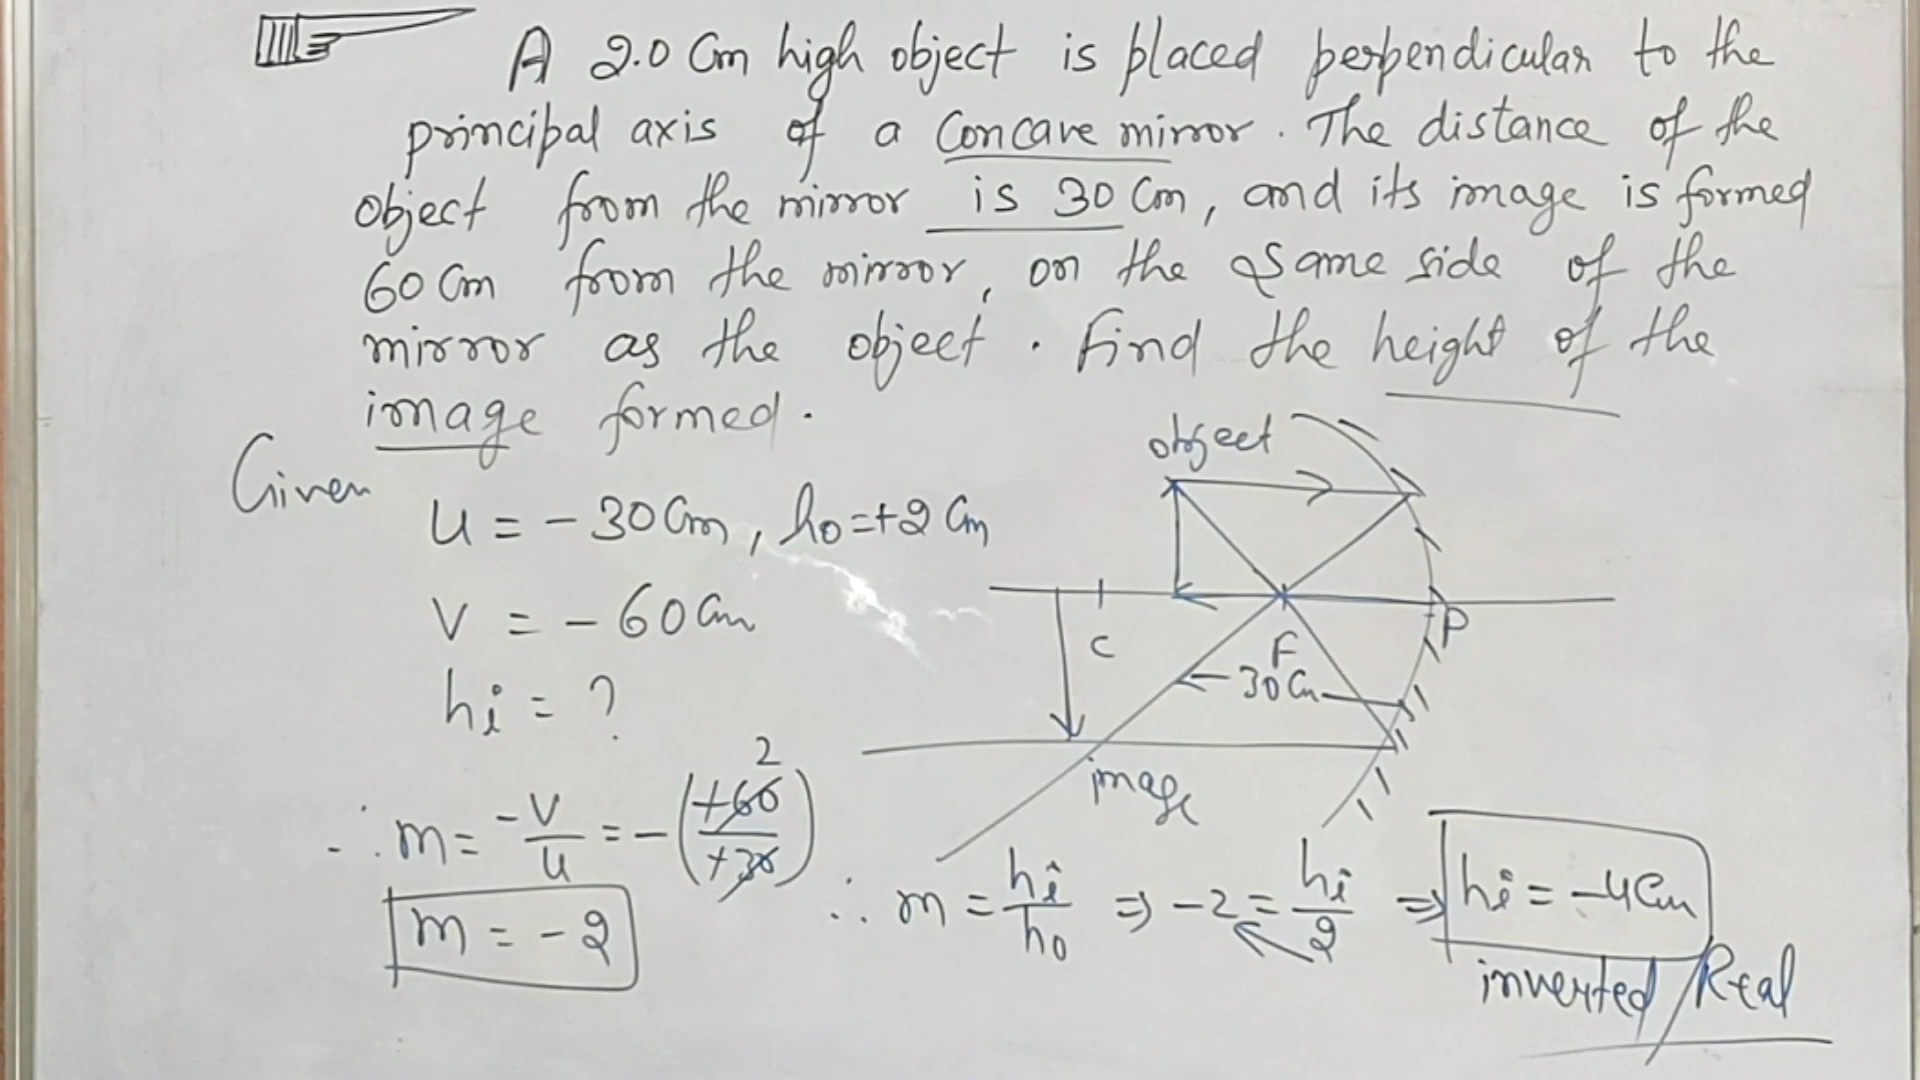 A 2.0 Cm high object is placed perpendicular to the
principal axis of a Concave mirror. The distance of the
object from the mirror is 30 Cm, and its image is formed
60 Cm from the mirror, on the same side of the
mirror as the object. Find the height of the
image formed.
Given
u = - 30 Cm, ho = +2 Cm
v = - 60 Cm
hi = ?
object
C
F
P
30 Cm
image
∴ m = -v/u = - (+60/+30) 2
m = - 2
∴ m = hi/ho ⇒ -2 = hi/2 ⇒ hi = -4 Cm
inverted / Real